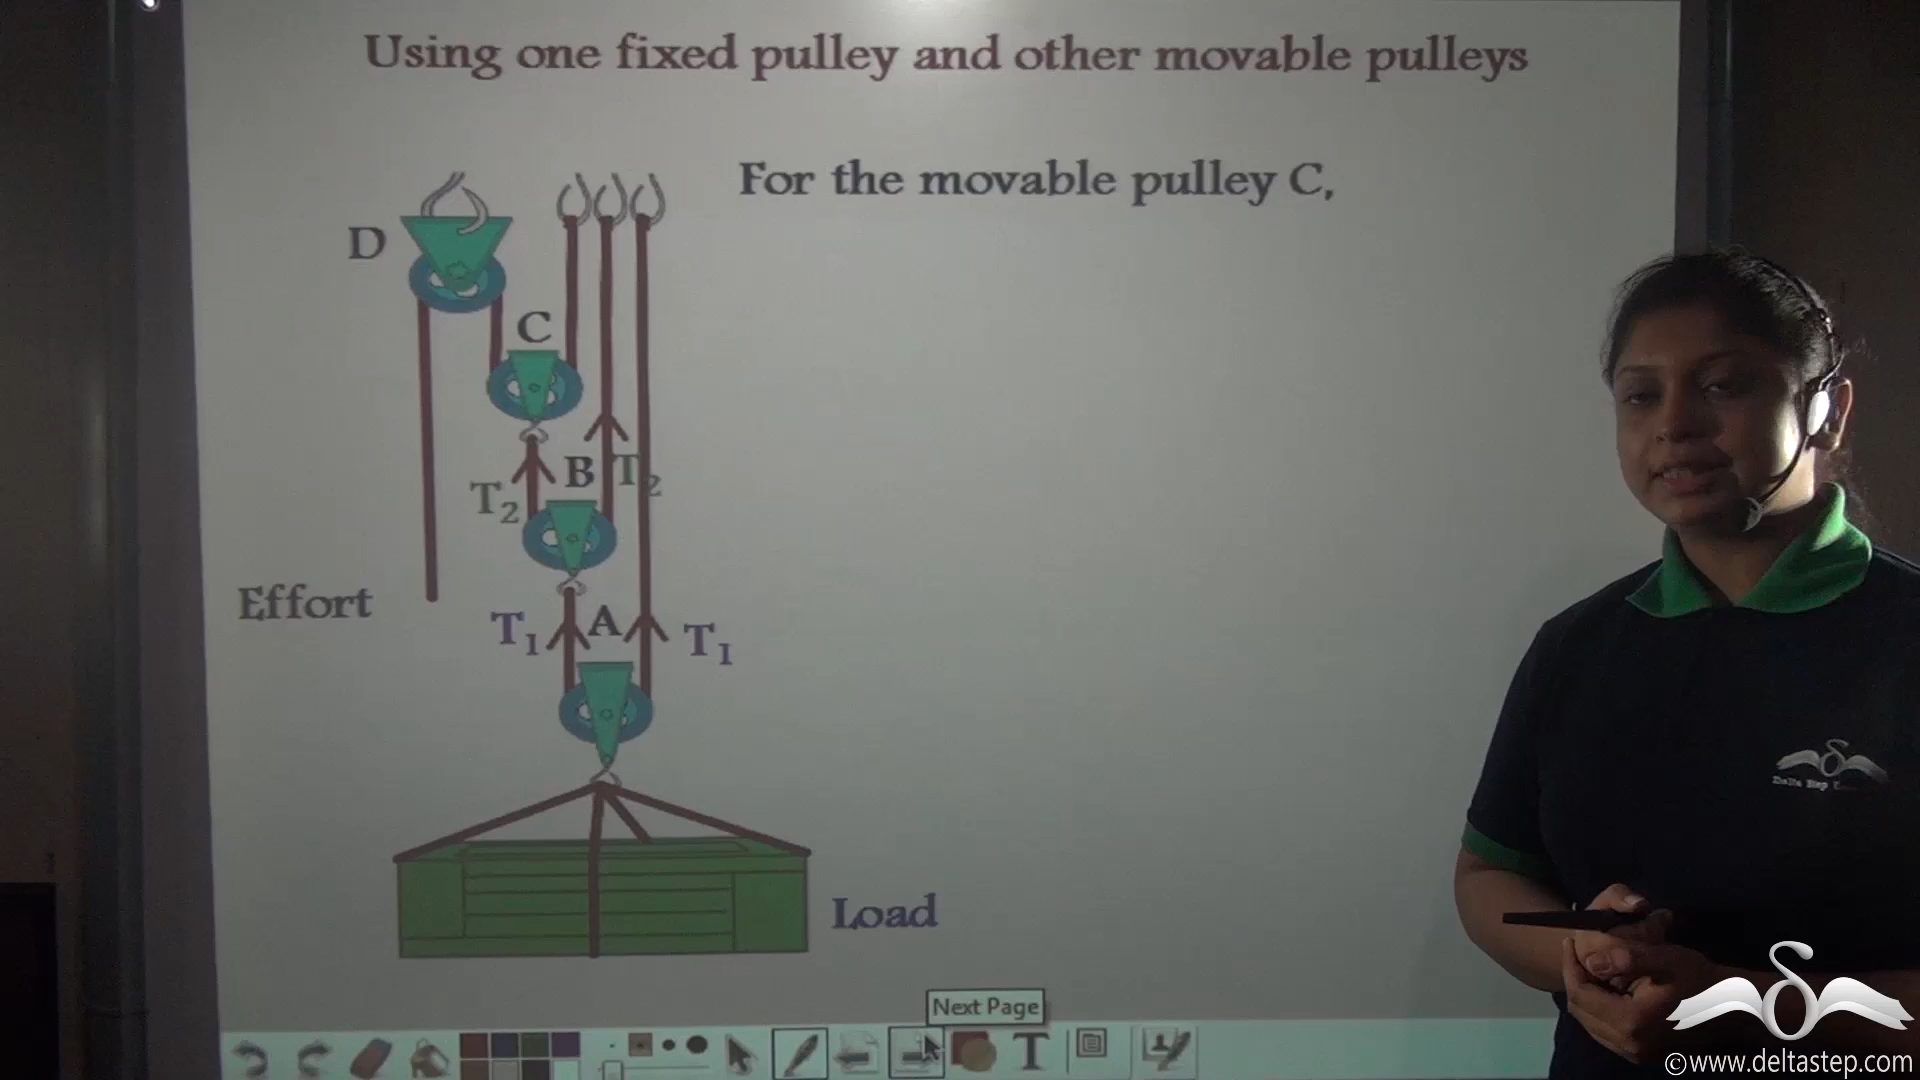 Using one fixed pulley and other movable pulleys
For the movable pulley C,
D
C
B
T2
T2
Effort
T1
A
T1
Load
Next Page
T
©www.deltastep.com